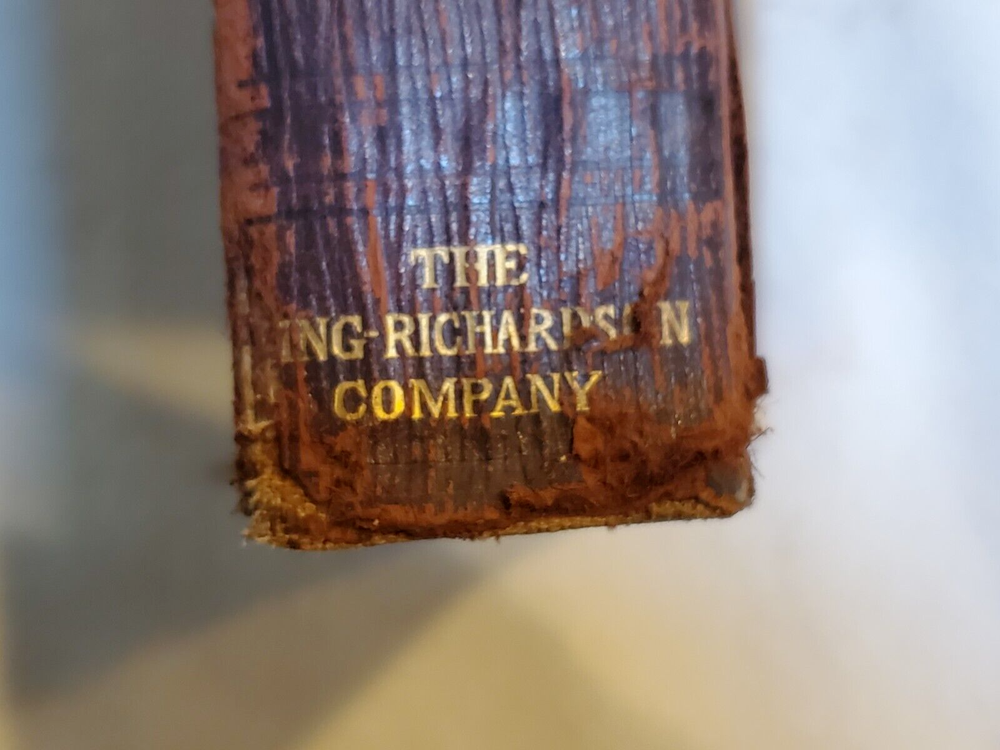 THE
ING-RICHARDSON
COMPANY